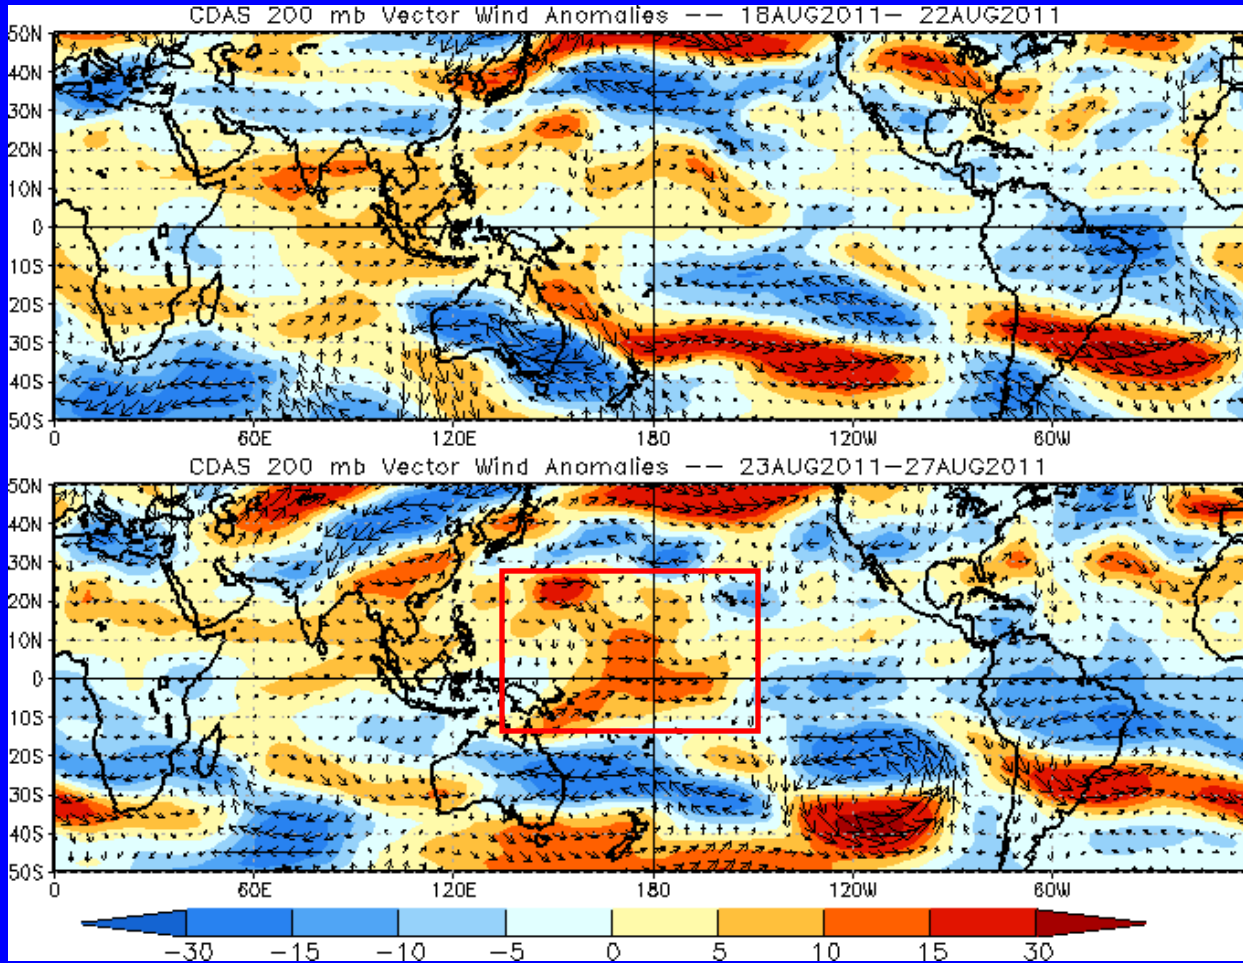 CDAS 200 mb Vector Wind Anomalies -- 18AUG2011- 22AUG2011
50N
40N
30N
20N
10N
0
10S
20S
30S
40S
50S
0 60E 120E 180 120W 60W
CDAS 200 mb Vector Wind Anomalies -- 23AUG2011-27AUG2011
50N
40N
30N
20N
10N
0
10S
20S
30S
40S
50S
0 60E 120E 180 120W 60W
-30 -15 -10 -5 0 5 10 15 30